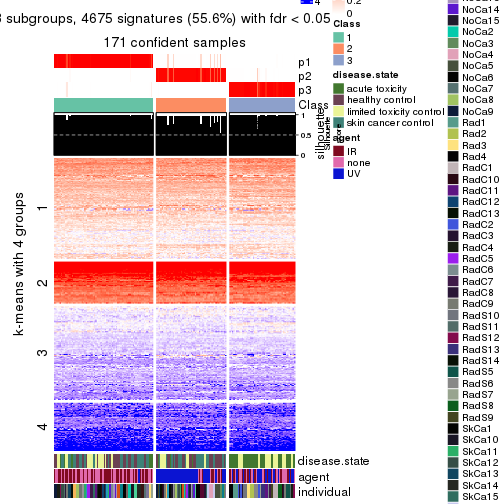 3 subgroups, 4675 signatures (55.6%) with fdr < 0.05
171 confident samples
p1
p2
p3
Class
1
0.5
0
silhouette
k-means with 4 groups
1
2
3
4
disease.state
agent
individual
4
0.2
0
Class
1
2
3
disease.state
acute toxicity
healthy control
limited toxicity control
skin cancer control
agent
IR
none
UV
NoCa14
NoCa15
NoCa2
NoCa3
NoCa4
NoCa5
NoCa6
NoCa7
NoCa8
NoCa9
Rad1
Rad2
Rad3
Rad4
RadC1
RadC10
RadC11
RadC12
RadC13
RadC2
RadC3
RadC4
RadC5
RadC6
RadC7
RadC8
RadC9
RadS10
RadS11
RadS12
RadS13
RadS14
RadS5
RadS6
RadS7
RadS8
RadS9
SkCa1
SkCa10
SkCa11
SkCa12
SkCa13
SkCa14
SkCa15